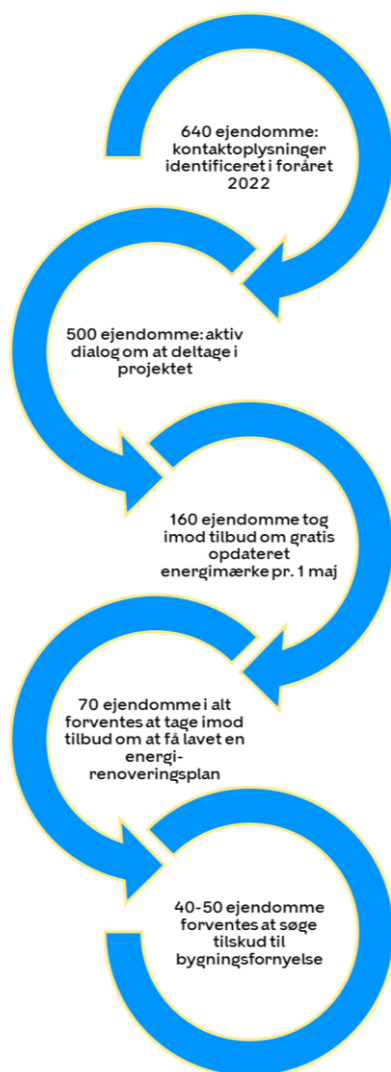 640 ejendomme:
kontaktoplysninger
identificeret i foråret
2022
500 ejendomme: aktiv
dialog om at deltage i
projektet
160 ejendomme tog
imod tilbud om gratis
opdateret
energimærke pr. 1 maj
70 ejendomme i alt
forventes at tage imod
tilbud om at få lavet en
energi-
renoveringsplan
40-50 ejendomme
forventes at søge
tilskud til
bygningsfornyelse